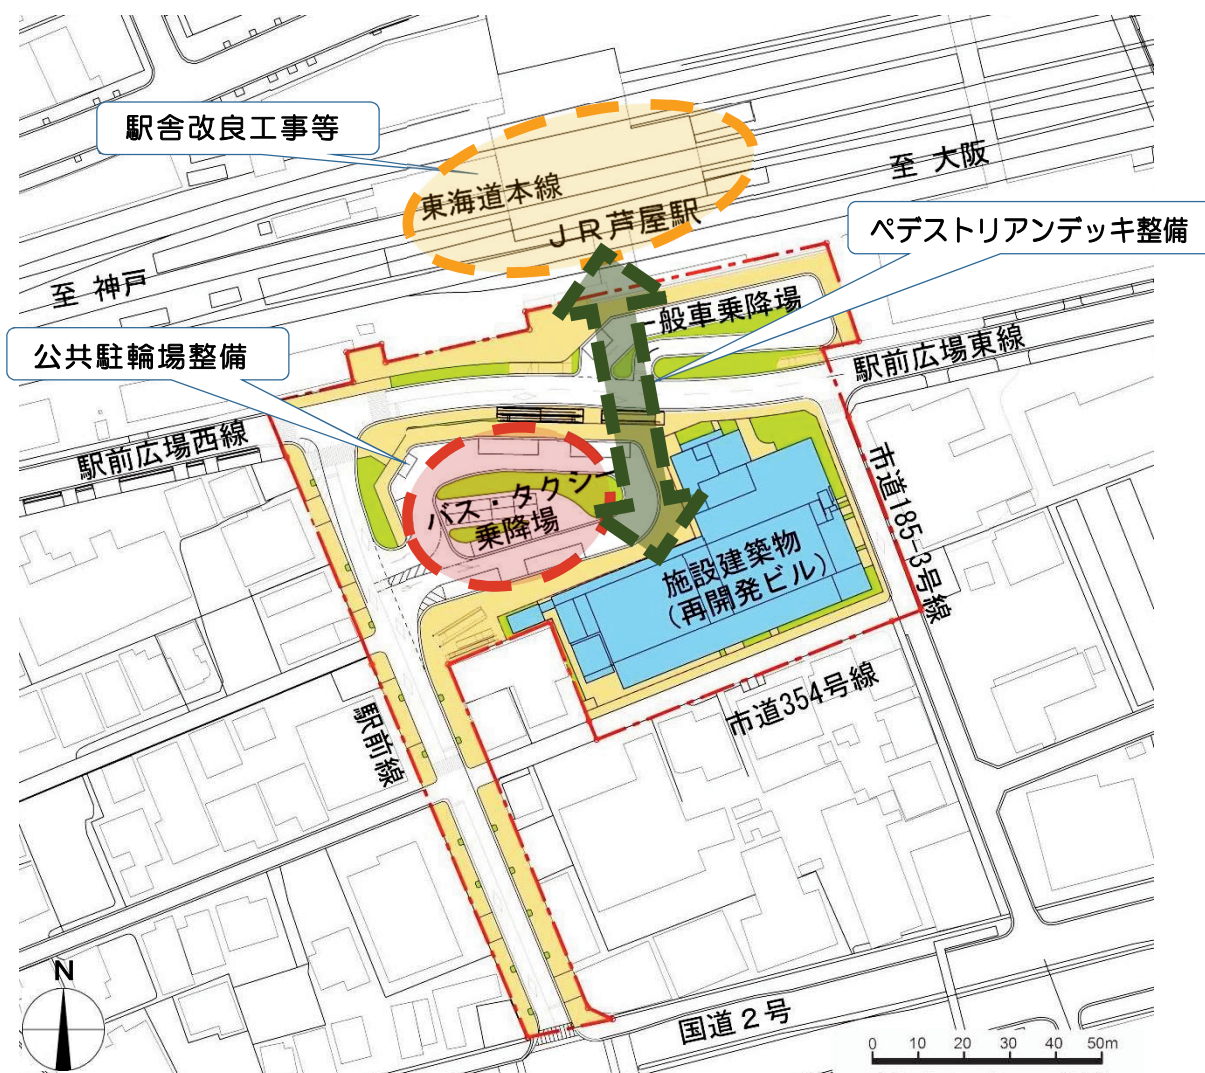 駅舎改良工事等
至 大阪
東海道本線
JR芦屋駅
ペデストリアンデッキ整備
至 神戸
一般車乗降場
公共駐輪場整備
駅前広場東線
駅前広場西線
市道185-3号線
バス・タクシー
乗降場
施設建築物
(再開発ビル)
市道354号線
駅前線
N
国道2号
0 10 20 30 40 50m